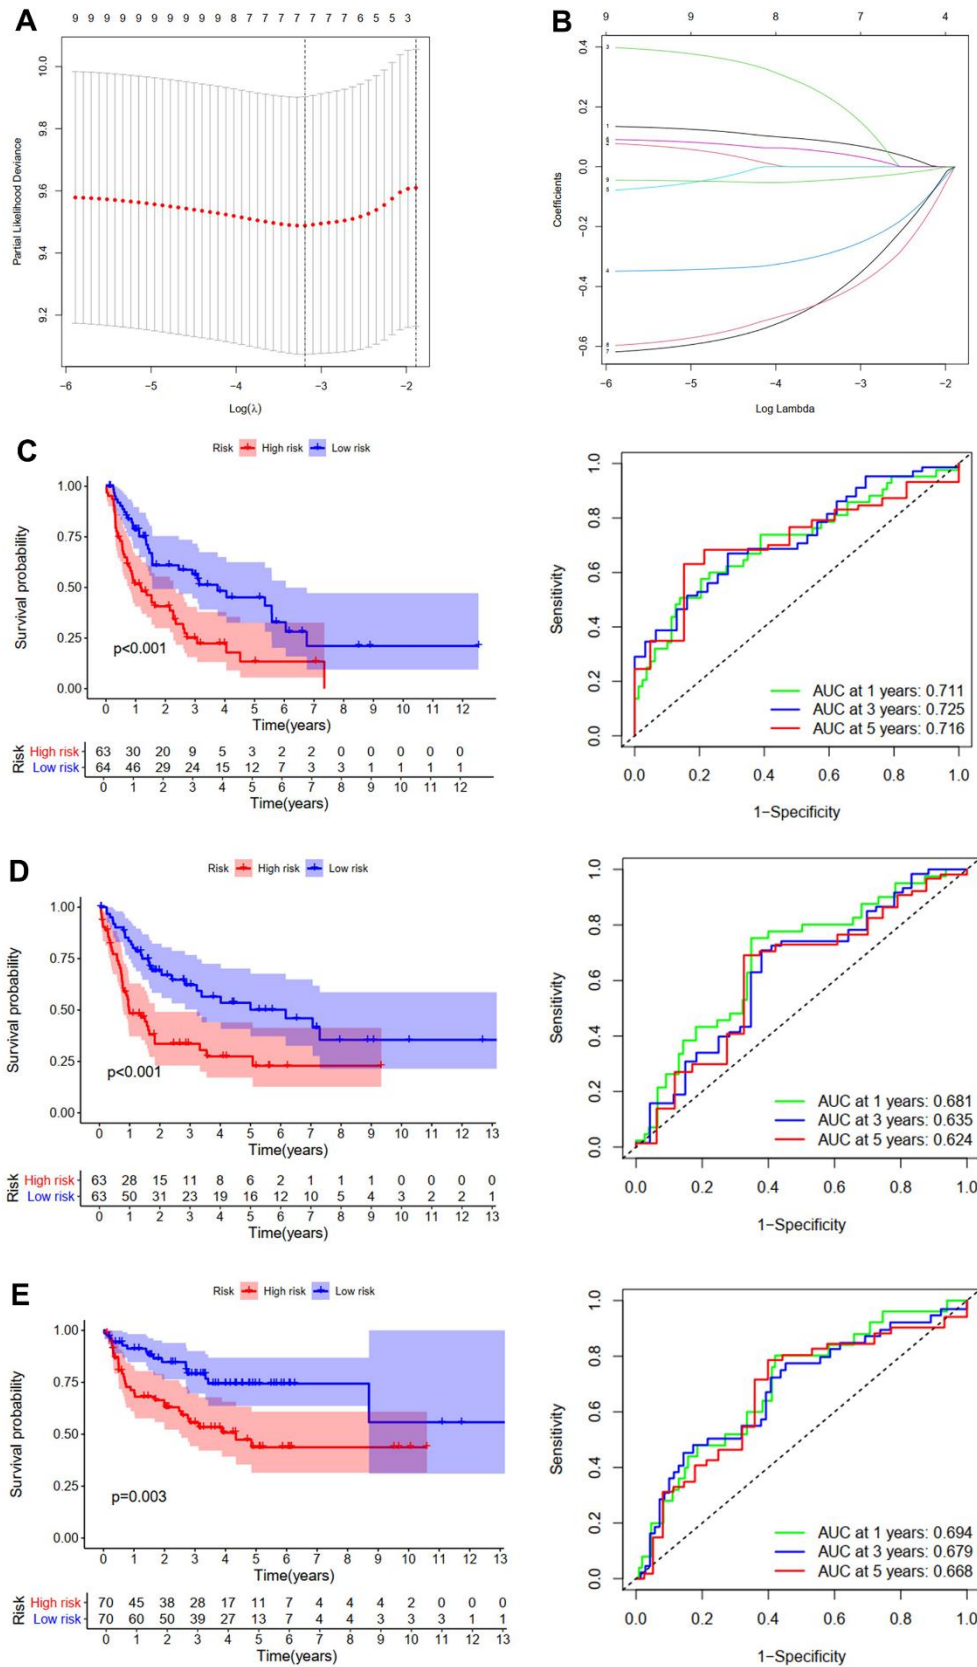 A
9 9 9 9 9 9 9 9 9 8 7 7 7 7 7 6 5 5 3
Partial Likelihood Deviance
10.0
9.8
9.6
9.4
9.2
-6 -5 -4 -3 -2
Log(λ)
B
9 9 8 7 4
Coefficients
0.4
0.2
0.0
-0.2
-0.4
-0.6
3
1
9
4
7
-6 -5 -4 -3 -2
Log Lambda
C
Risk High risk Low risk
Survival probability
1.00
0.75
0.50
0.25
0.00
p<0.001
0 1 2 3 4 5 6 7 8 9 10 11 12
Time(years)
Risk
High risk 63 30 20 9 5 3 2 2 0 0 0 0 0
Low risk 64 46 29 24 15 12 7 3 3 1 1 1 1
0 1 2 3 4 5 6 7 8 9 10 11 12
Time(years)
Sensitivity
1.0
0.8
0.6
0.4
0.2
0.0
AUC at 1 years: 0.711
AUC at 3 years: 0.725
AUC at 5 years: 0.716
0.0 0.2 0.4 0.6 0.8 1.0
1-Specificity
D
Risk High risk Low risk
Survival probability
1.00
0.75
0.50
0.25
0.00
p<0.001
0 1 2 3 4 5 6 7 8 9 10 11 12 13
Time(years)
Risk
High risk 63 28 15 11 8 6 2 1 1 1 0 0 0 0
Low risk 63 50 31 23 19 16 12 10 5 4 3 2 2 1
0 1 2 3 4 5 6 7 8 9 10 11 12 13
Time(years)
Sensitivity
1.0
0.8
0.6
0.4
0.2
0.0
AUC at 1 years: 0.681
AUC at 3 years: 0.635
AUC at 5 years: 0.624
0.0 0.2 0.4 0.6 0.8 1.0
1-Specificity
E
Risk High risk Low risk
Survival probability
1.00
0.75
0.50
0.25
0.00
p=0.003
0 1 2 3 4 5 6 7 8 9 10 11 12 13
Time(years)
Risk
High risk 70 45 38 28 17 11 7 4 4 4 2 0 0 0
Low risk 70 60 50 39 27 13 7 4 4 3 3 3 1 1
0 1 2 3 4 5 6 7 8 9 10 11 12 13
Time(years)
Sensitivity
1.0
0.8
0.6
0.4
0.2
0.0
AUC at 1 years: 0.694
AUC at 3 years: 0.679
AUC at 5 years: 0.668
0.0 0.2 0.4 0.6 0.8 1.0
1-Specificity